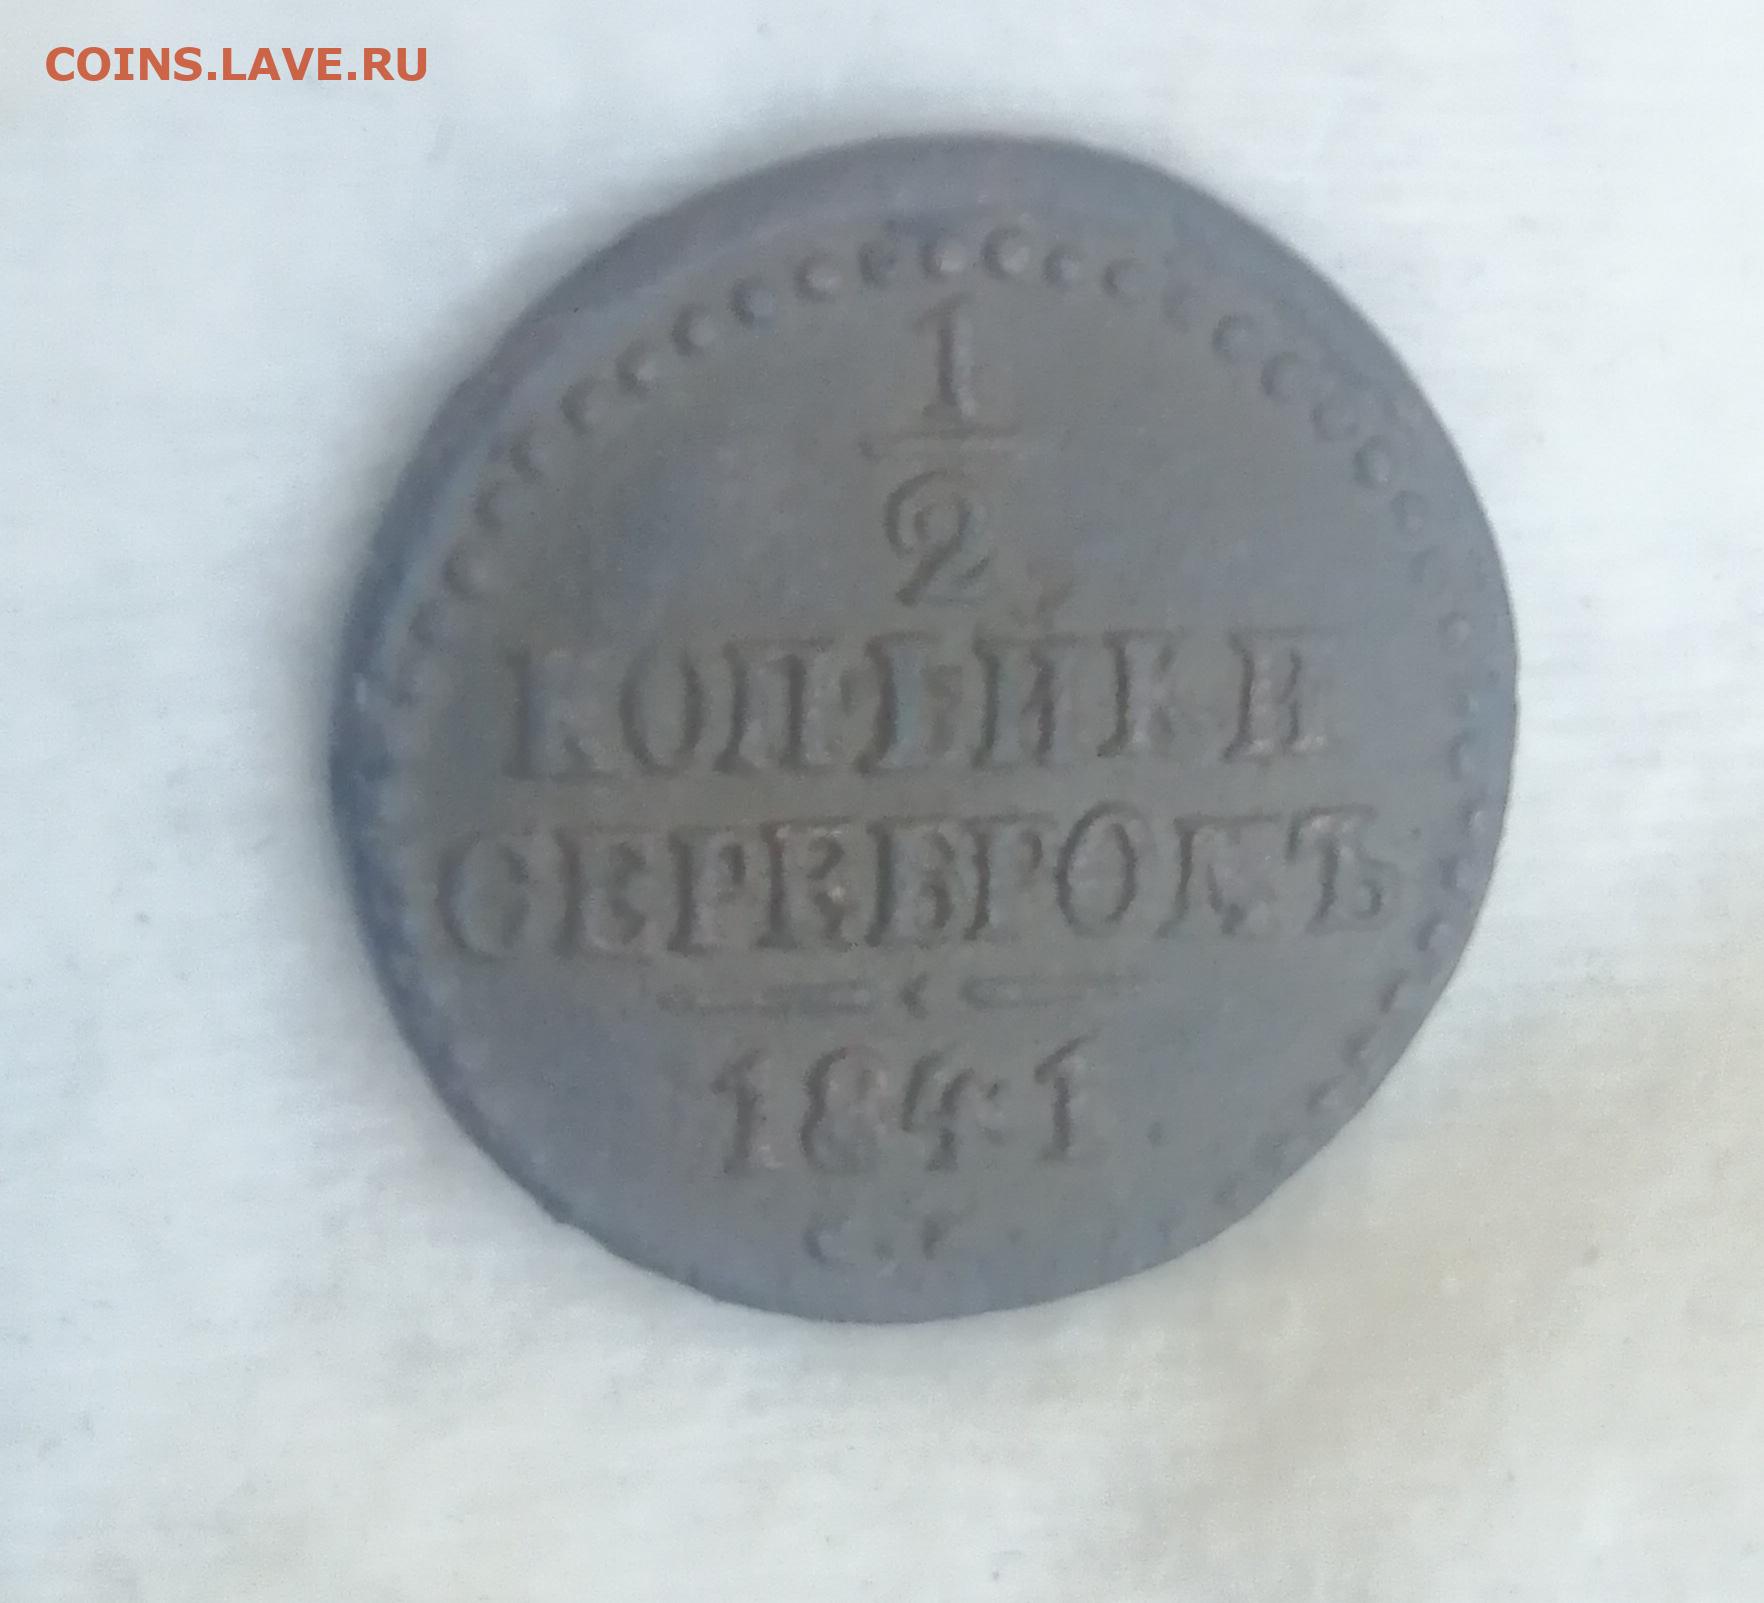 COINS.LAVE.RU
1
2
КОПѢЙКИ
СЕРЕБРОМЪ
1841.